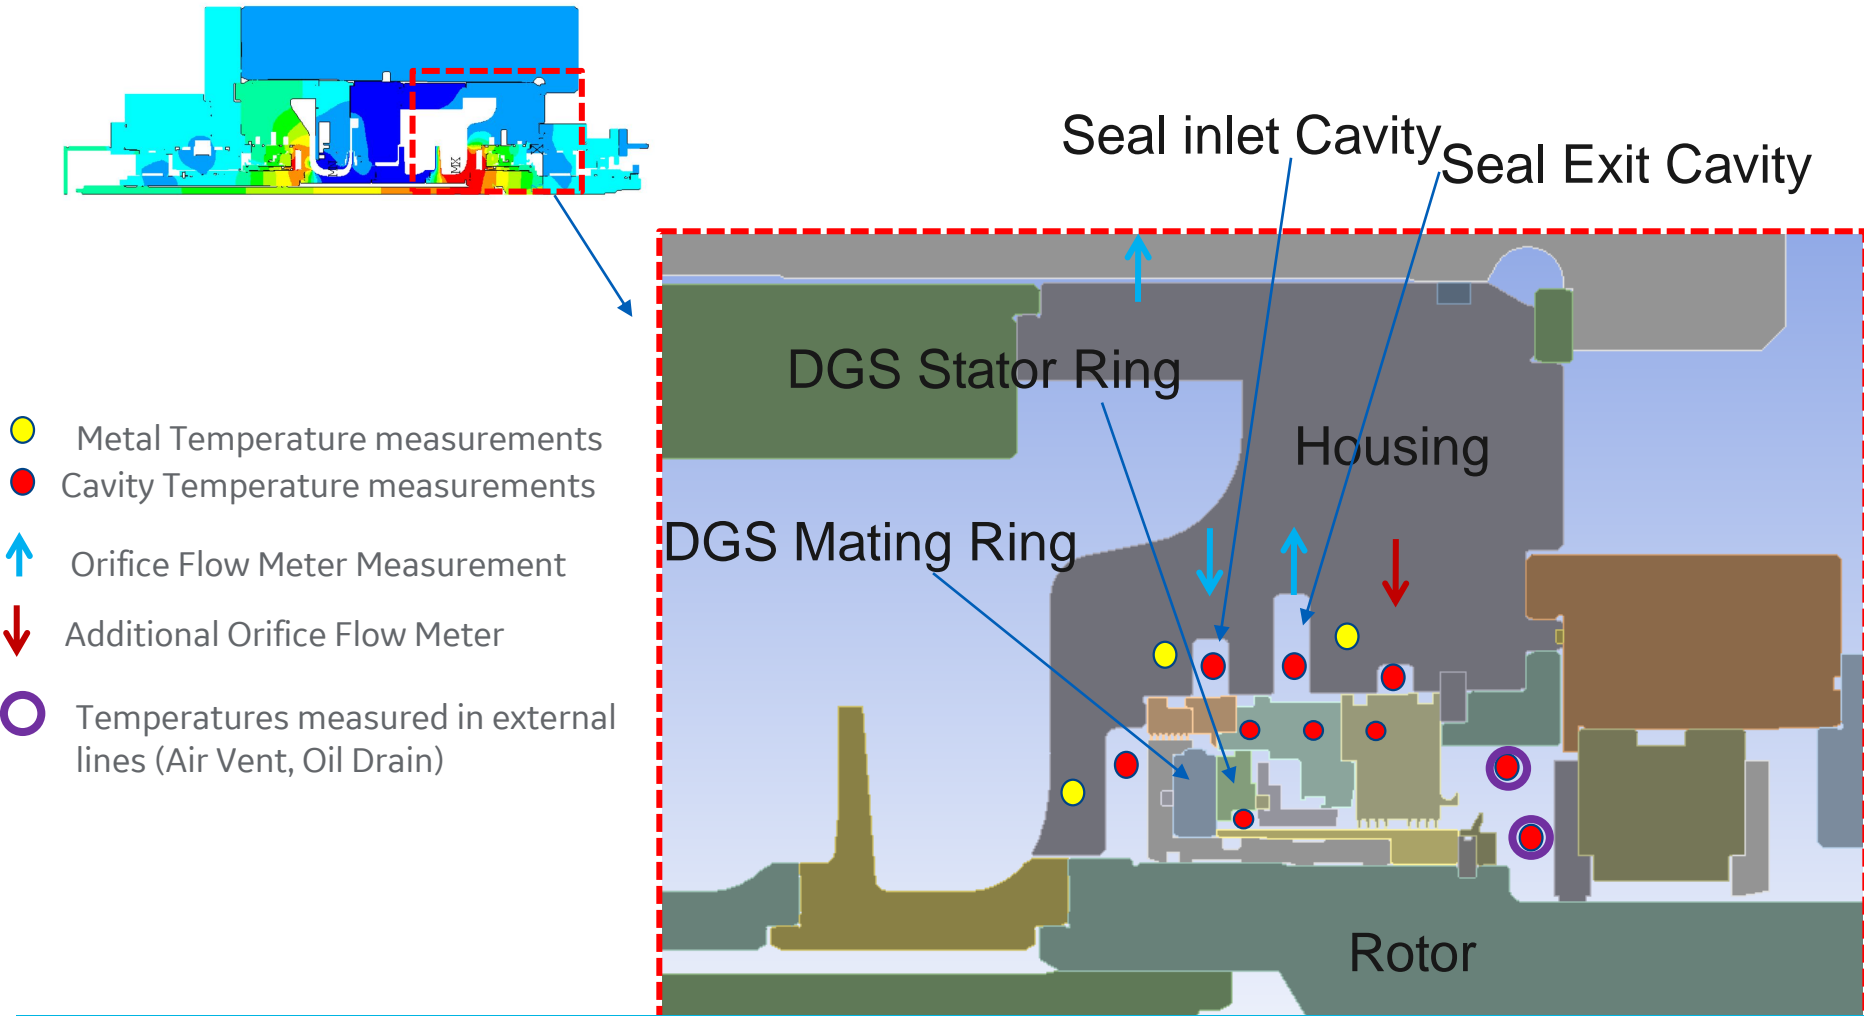 Seal inlet Cavity
Seal Exit Cavity
DGS Stator Ring
Housing
DGS Mating Ring
Rotor
Metal Temperature measurements
Cavity Temperature measurements
Orifice Flow Meter Measurement
Additional Orifice Flow Meter
Temperatures measured in external
lines (Air Vent, Oil Drain)
MX